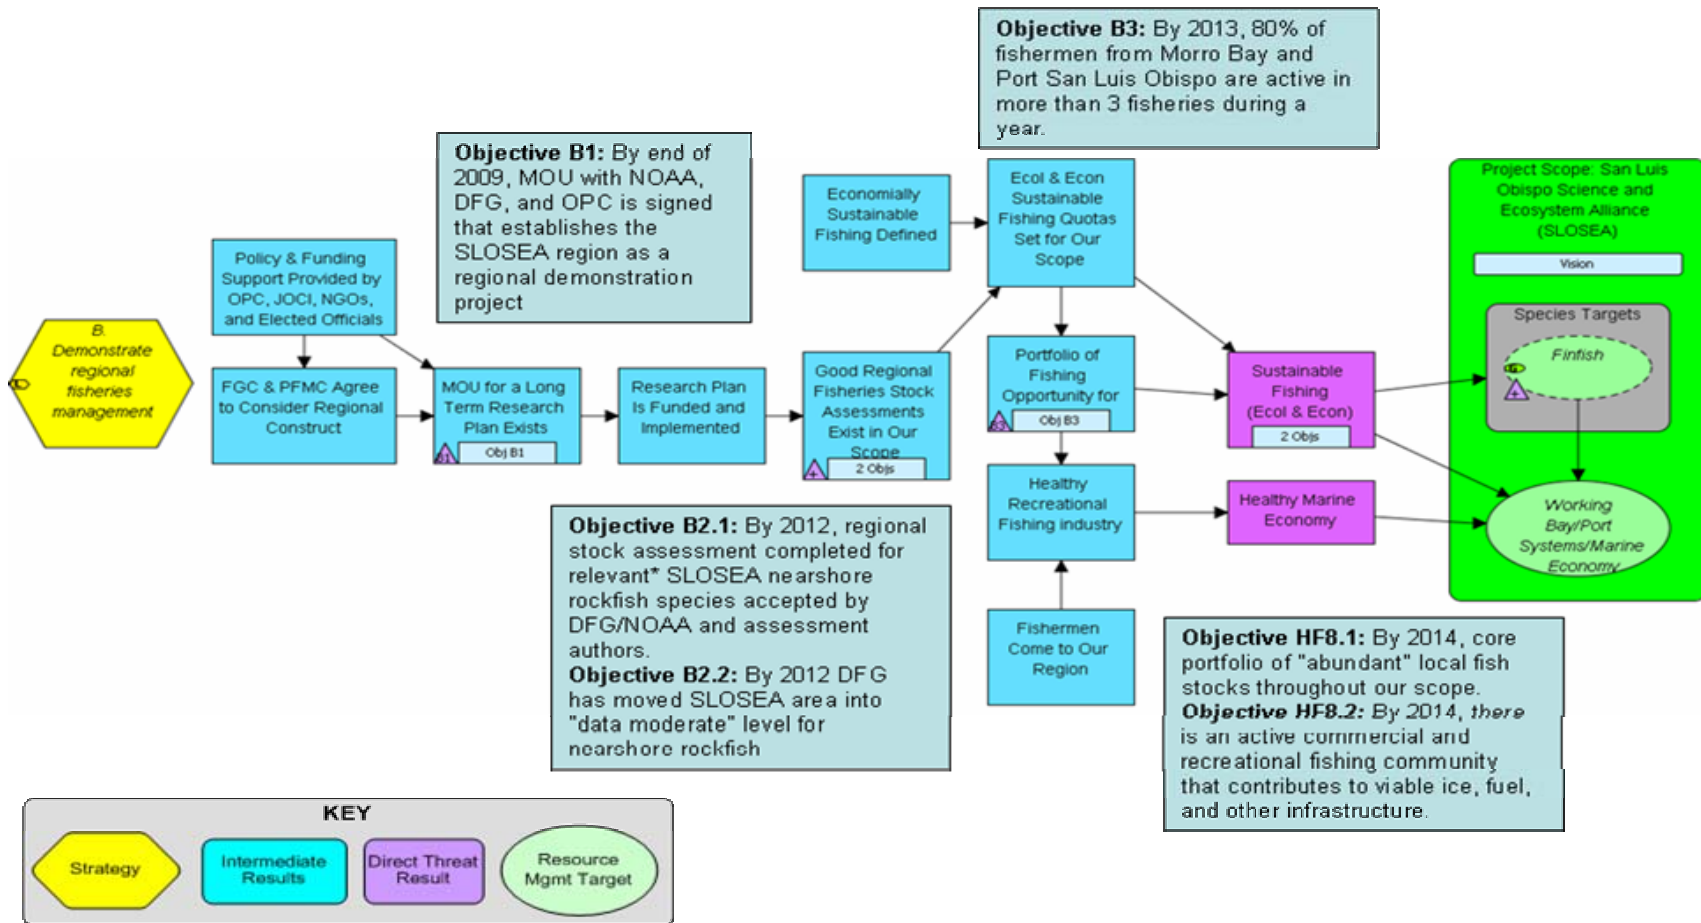 Objective B3: By 2013, 80% of
fishermen from Morro Bay and
Port San Luis Obispo are active in
more than 3 fisheries during a
year.
Objective B1: By end of
2009, MOU with NOAA,
DFG, and OPC is signed
that establishes the
SLOSEA region as a
regional demonstration
project
Project Scope: San Luis
Obispo Science and
Ecosystem Alliance
(SLOSEA)
Vision
Species Targets
Finfish
+
Working
Bay/Port
Systems/Marine
Economy
B.
Demonstrate
regional
fisheries
management
Policy & Funding
Support Provided by
OPC, JOCI, NGOs,
and Elected Officials
FGC & PFMC Agree
to Consider Regional
Construct
MOU for a Long
Term Research
Plan Exists
B1
Obj B1
Research Plan
Is Funded and
Implemented
Economially
Sustainable
Fishing Defined
Good Regional
Fisheries Stock
Assessments
Exist in Our
Scope
+
2 Objs
Ecol & Econ
Sustainable
Fishing Quotas
Set for Our
Scope
Portfolio of
Fishing
Opportunity for
B3
Obj B3
Healthy
Recreational
Fishing industry
Fishermen
Come to Our
Region
Sustainable
Fishing
(Ecol & Econ)
2 Objs
Healthy Marine
Economy
Objective B2.1: By 2012, regional
stock assessment completed for
relevant* SLOSEA nearshore
rockfish species accepted by
DFG/NOAA and assessment
authors.
Objective B2.2: By 2012 DFG
has moved SLOSEA area into
"data moderate" level for
nearshore rockfish
Objective HF8.1: By 2014, core
portfolio of "abundant" local fish
stocks throughout our scope.
Objective HF8.2: By 2014, there
is an active commercial and
recreational fishing community
that contributes to viable ice, fuel,
and other infrastructure.
KEY
Strategy
Intermediate
Results
Direct Threat
Result
Resource
Mgmt Target